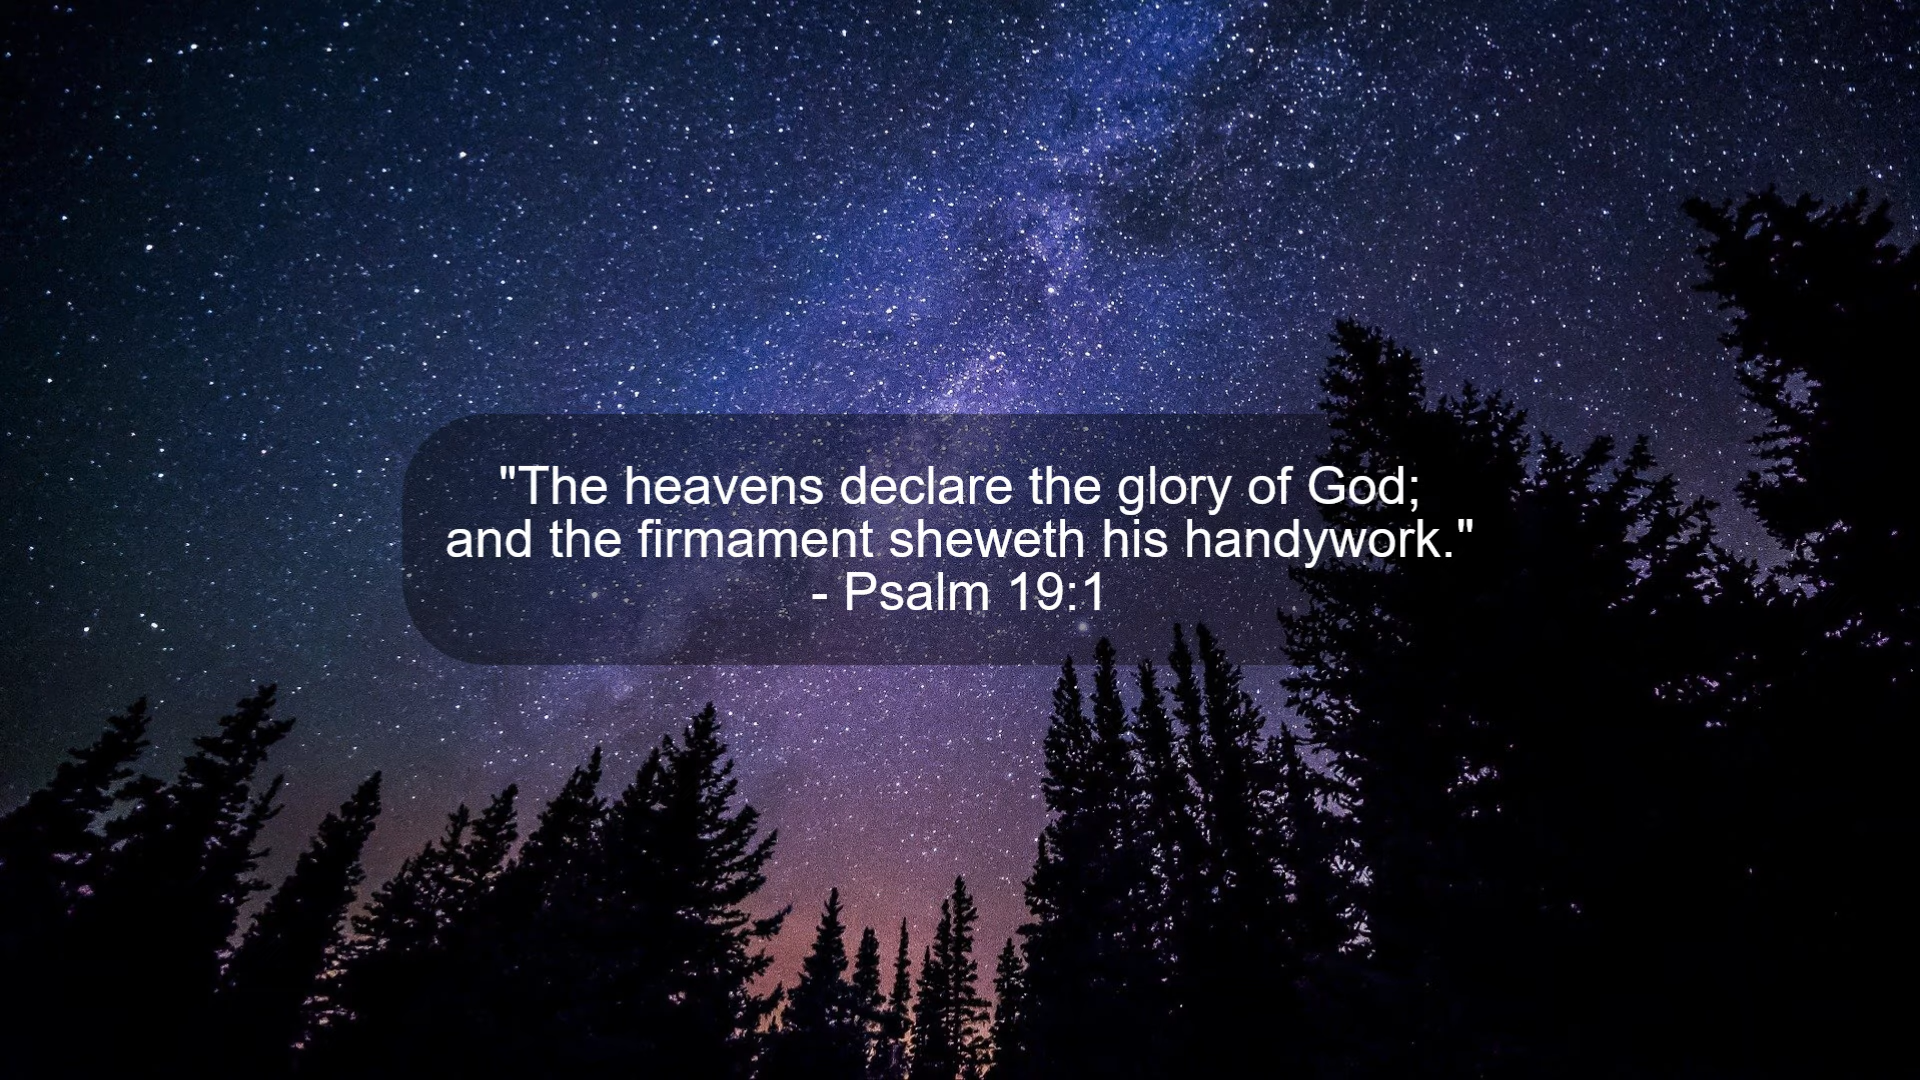 "The heavens declare the glory of God;
and the firmament sheweth his handywork."
- Psalm 19:1